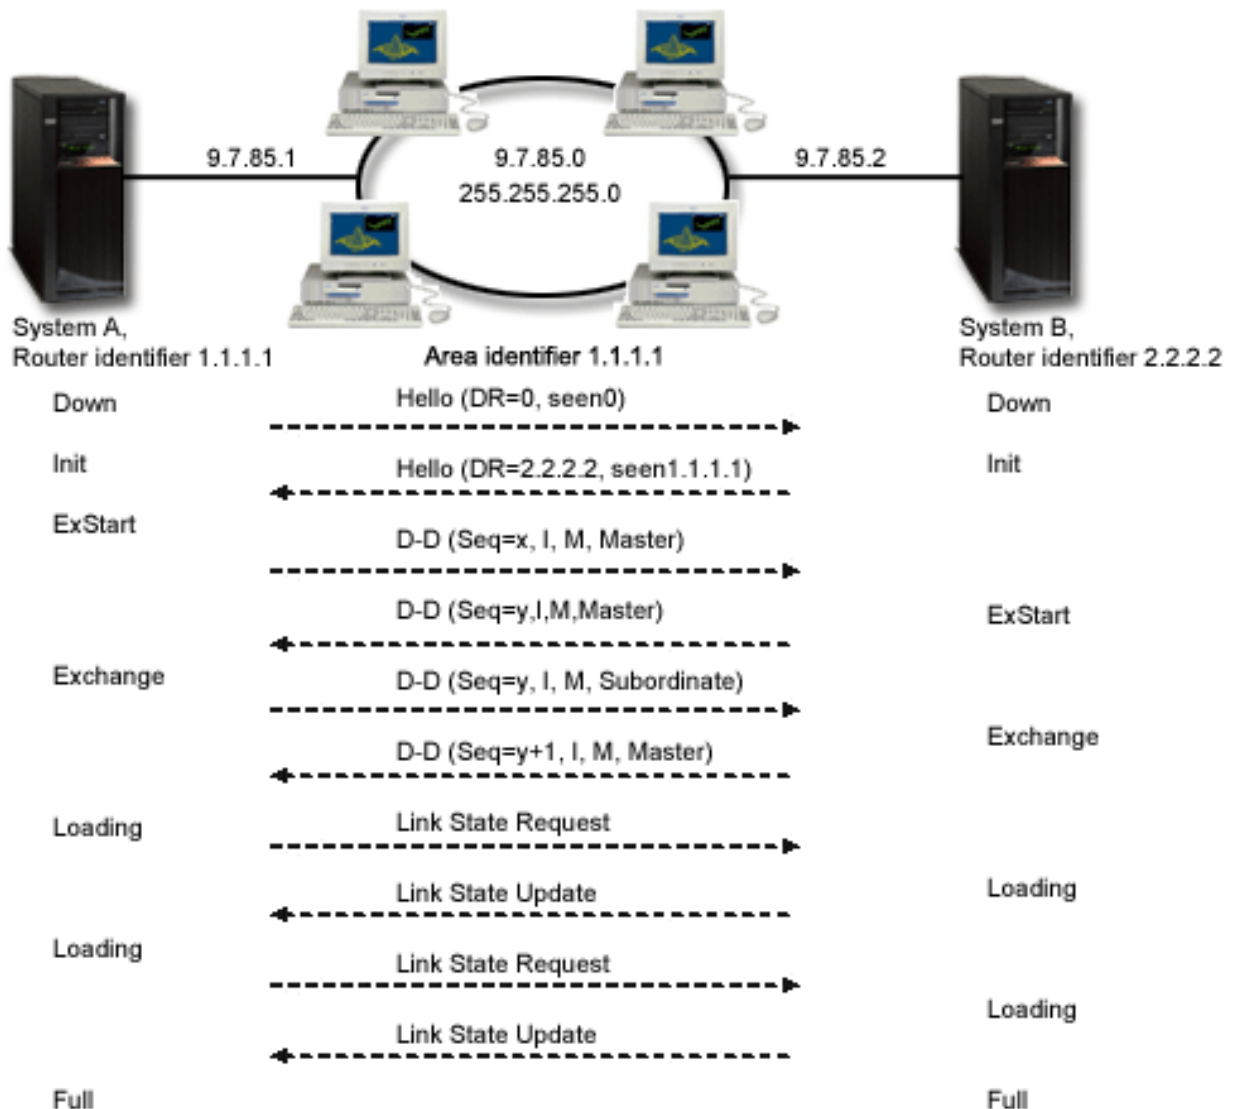 9.7.85.1
9.7.85.0
9.7.85.2
255.255.255.0
System A,
Router identifier 1.1.1.1
Area identifier 1.1.1.1
System B,
Router identifier 2.2.2.2
Down
Hello (DR=0, seen0)
Down
Init
Hello (DR=2.2.2.2, seen1.1.1.1)
Init
ExStart
D-D (Seq=x, I, M, Master)
D-D (Seq=y,I,M,Master)
ExStart
Exchange
D-D (Seq=y, I, M, Subordinate)
D-D (Seq=y+1, I, M, Master)
Exchange
Loading
Link State Request
Link State Update
Loading
Loading
Link State Request
Loading
Link State Update
Full
Full